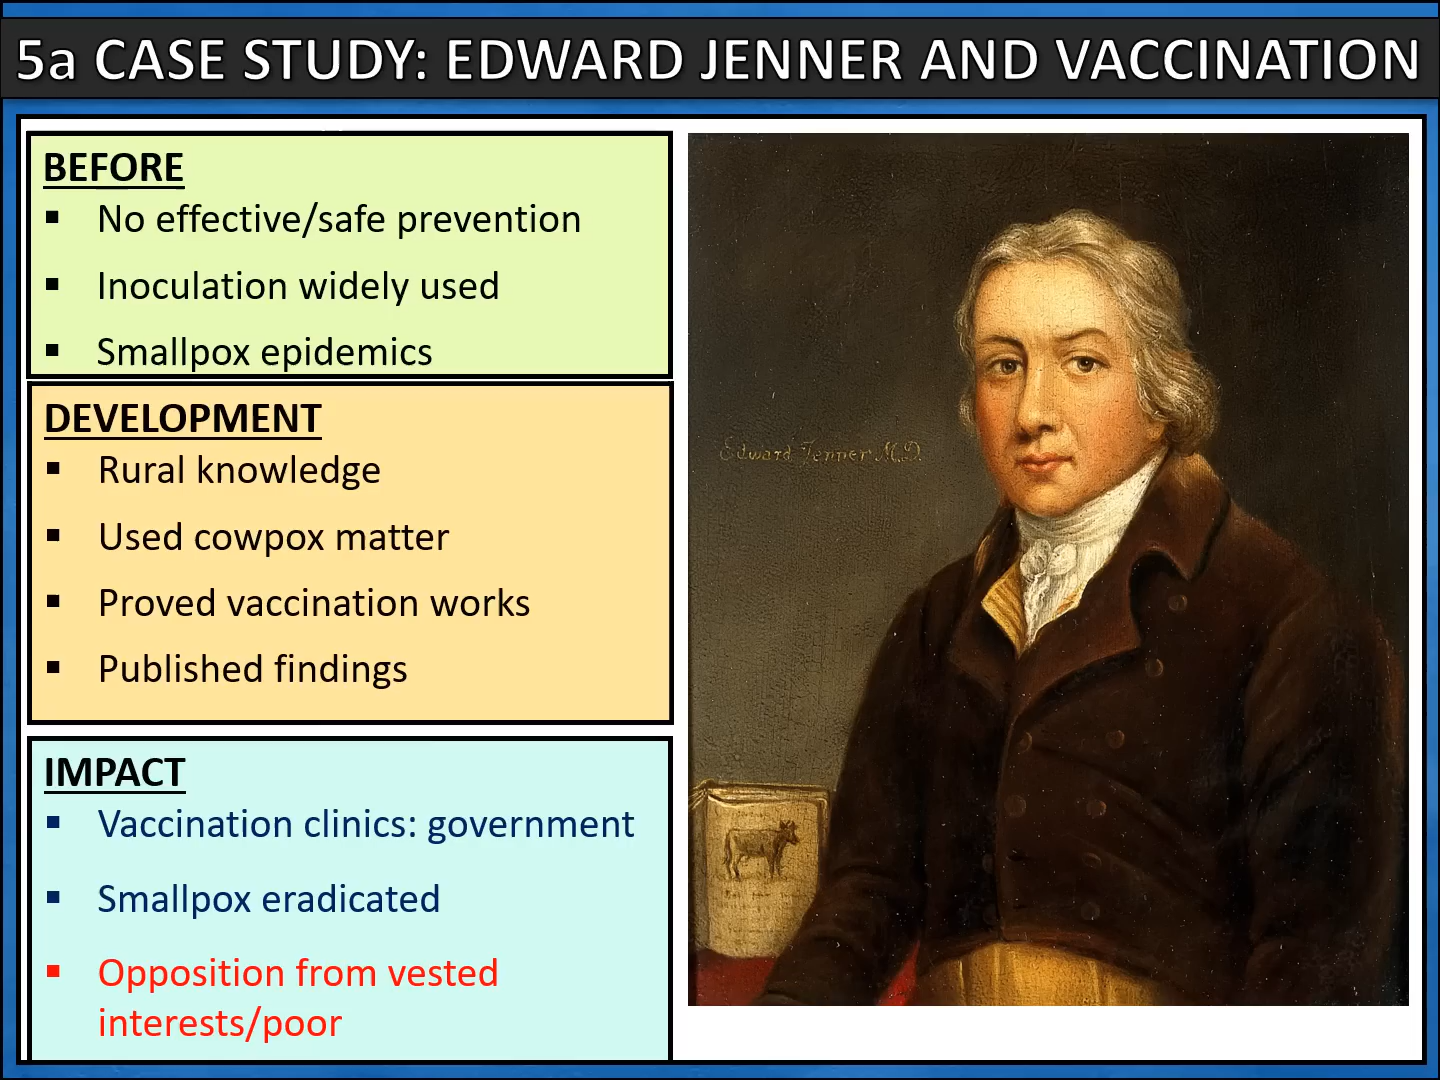 5a CASE STUDY: EDWARD JENNER AND VACCINATION
BEFORE
▪ No effective/safe prevention
▪ Inoculation widely used
▪ Smallpox epidemics
DEVELOPMENT
▪ Rural knowledge
▪ Used cowpox matter
▪ Proved vaccination works
▪ Published findings
IMPACT
▪ Vaccination clinics: government
▪ Smallpox eradicated
▪ Opposition from vested
interests/poor
Edward Jenner M.D.